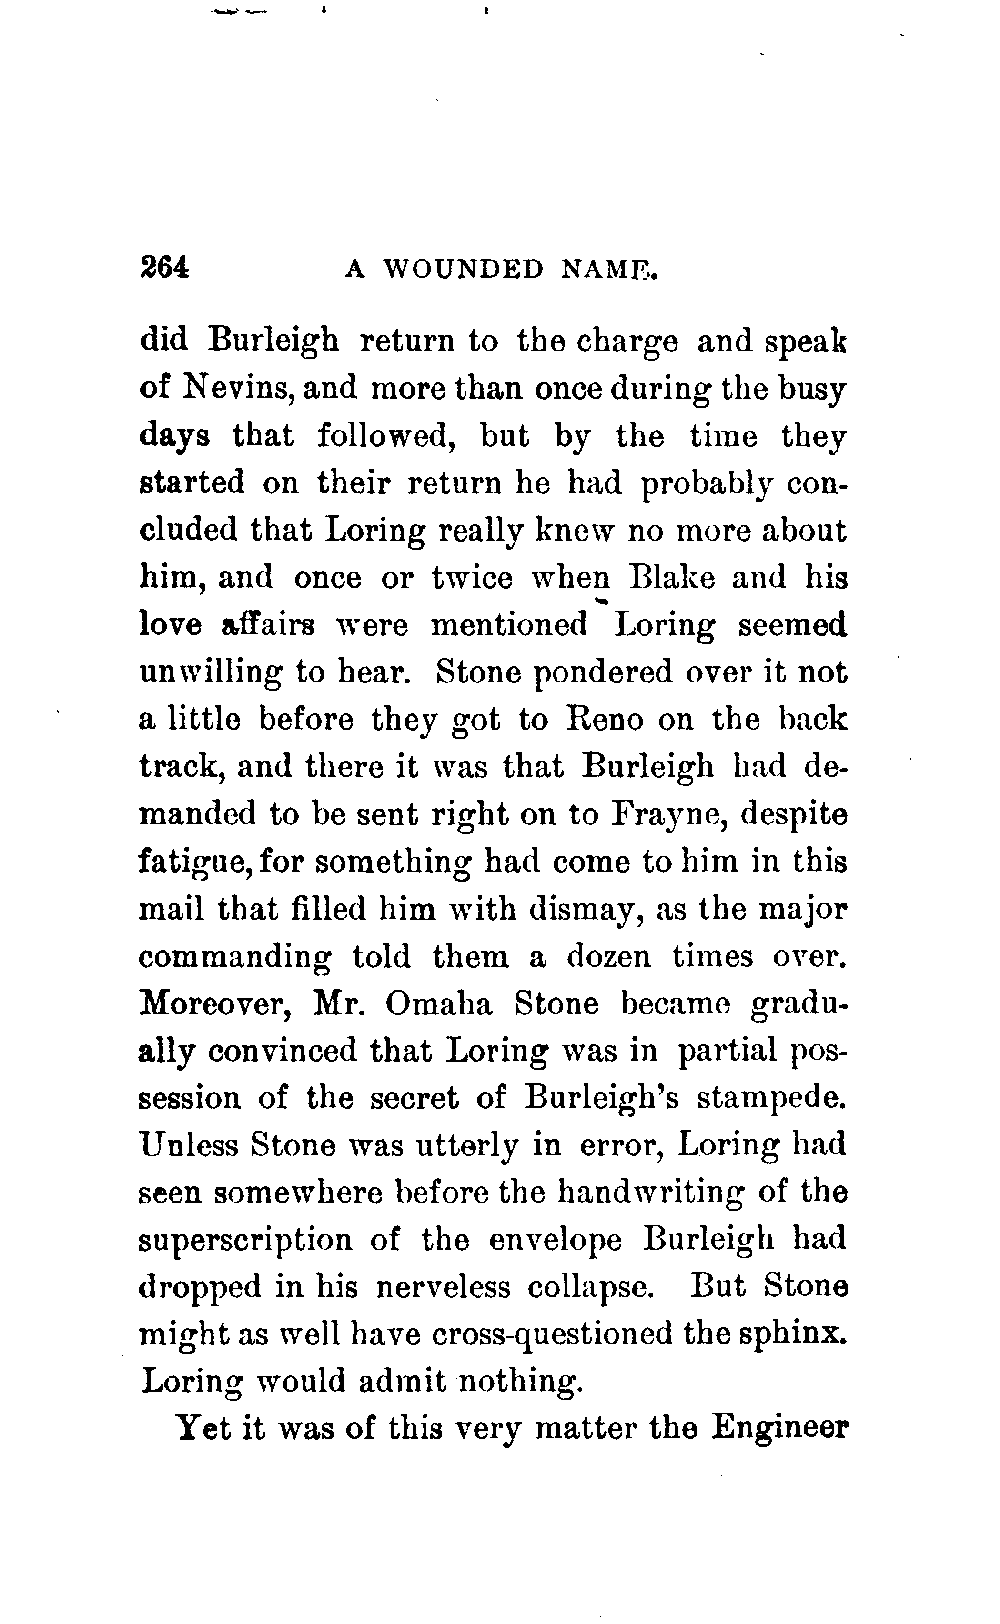 264 A WOUNDED NAME.
did Burleigh return to the charge and speak
of Nevins, and more than once during the busy
days that followed, but by the time they
started on their return he had probably con-
cluded that Loring really knew no more about
him, and once or twice when Blake and his
love affairs were mentioned Loring seemed
unwilling to hear. Stone pondered over it not
a little before they got to Reno on the back
track, and there it was that Burleigh had de-
manded to be sent right on to Frayne, despite
fatigue, for something had come to him in this
mail that filled him with dismay, as the major
commanding told them a dozen times over.
Moreover, Mr. Omaha Stone became gradu-
ally convinced that Loring was in partial pos-
session of the secret of Burleigh's stampede.
Unless Stone was utterly in error, Loring had
seen somewhere before the handwriting of the
superscription of the envelope Burleigh had
dropped in his nerveless collapse. But Stone
might as well have cross-questioned the sphinx.
Loring would admit nothing.
Yet it was of this very matter the Engineer